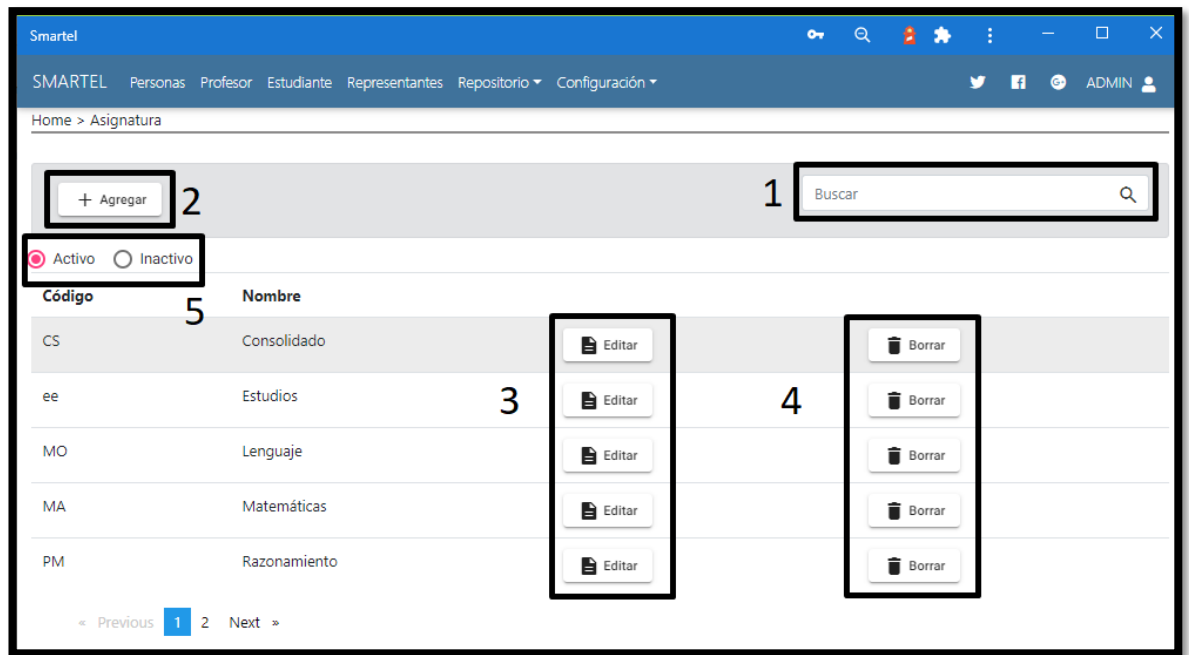 Smartel
SMARTEL Personas Profesor Estudiante Representantes Repositorio Configuración ADMIN
Home > Asignatura
+ Agregar 2 1 Buscar
Activo Inactivo
5
Código Nombre
CS Consolidado Editar Borrar
ee Estudios 3 Editar 4 Borrar
MO Lenguaje Editar Borrar
MA Matemáticas Editar Borrar
PM Razonamiento Editar Borrar
« Previous 1 2 Next »